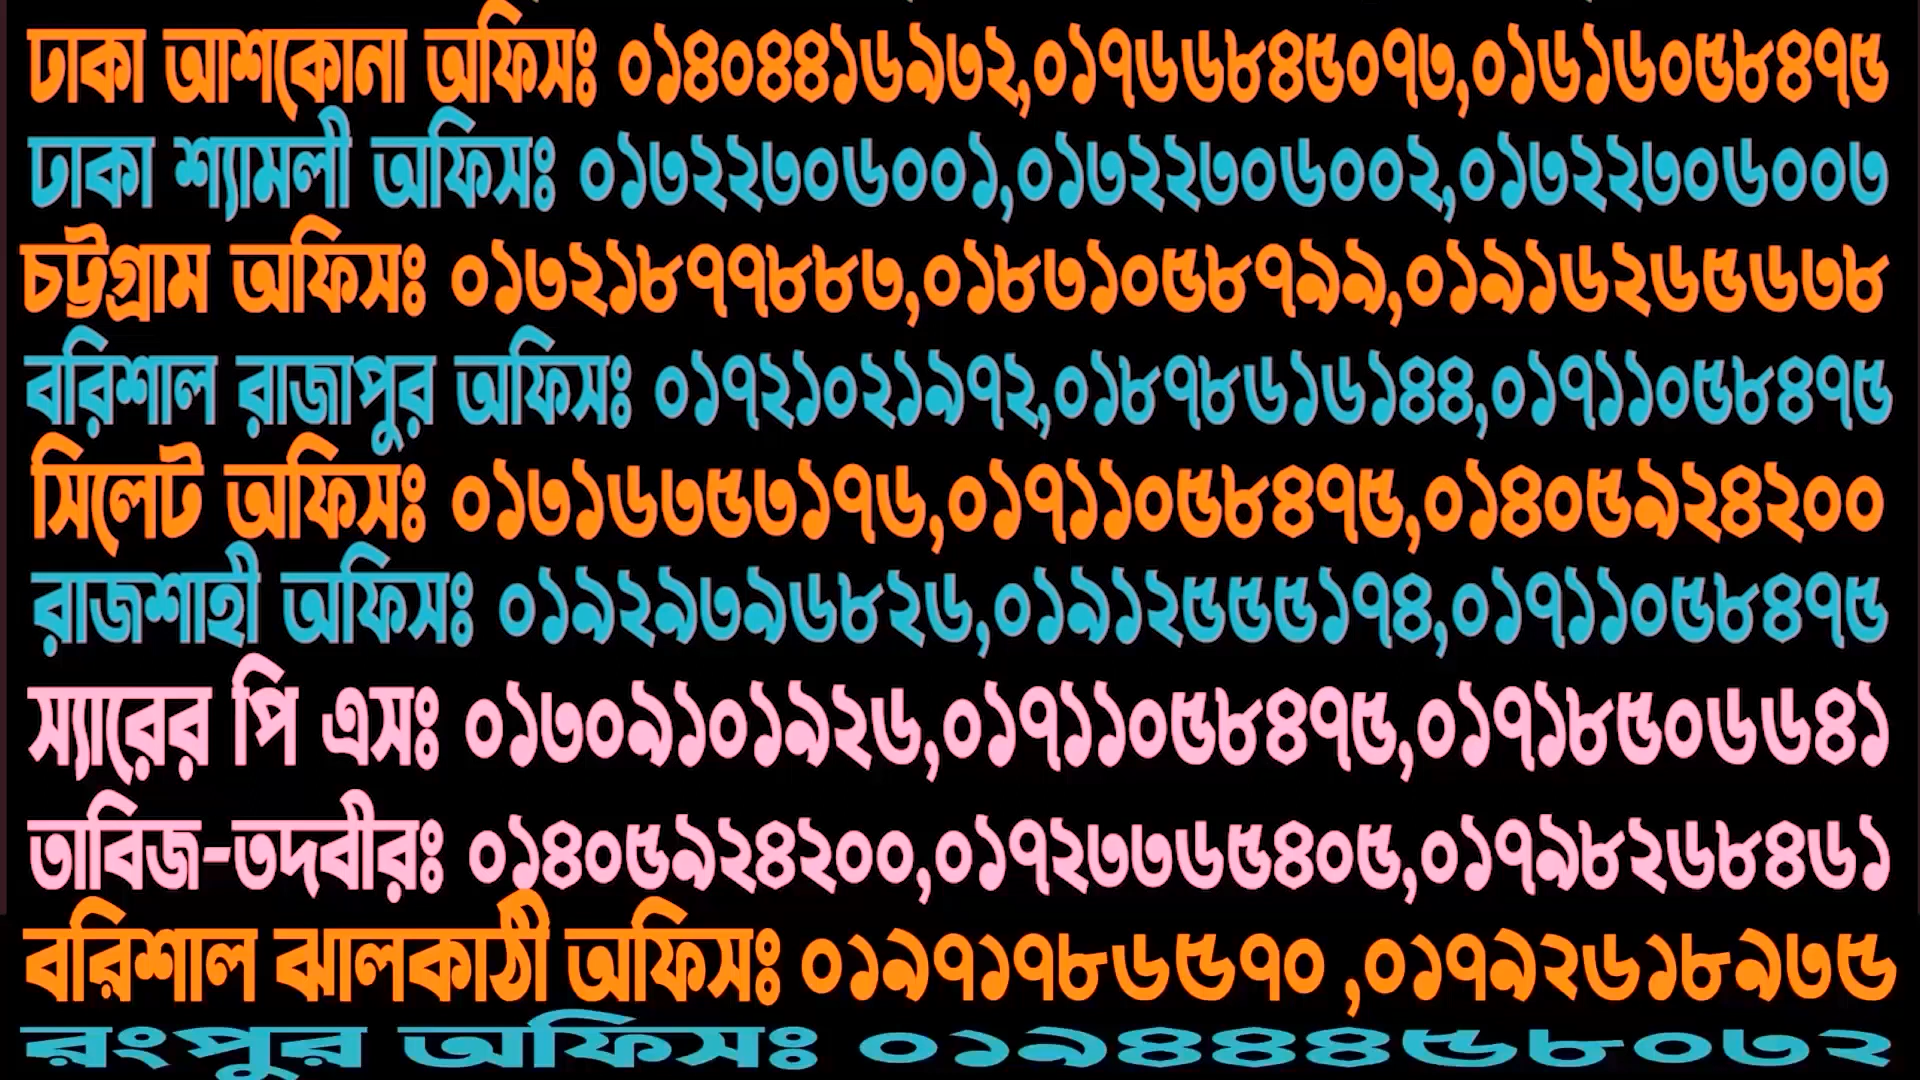 ঢাকা আশকোনা অফিসঃ ০১৪০৪৪১৬৯৩২,০১৭৬৬৮৪৫০৭৩,০১৬১৬০৫৮৪৭৫
ঢাকা শ্যামলী অফিসঃ ০১৩২২৩০৬০০১,০১৩২২৩০৬০০২,০১৩২২৩০৬০০৩
চট্টগ্রাম অফিসঃ ০১৩২১৮৭৭৮৮৩,০১৮৩১০৫৮৭৯৯,০১৯১৬২৬৫৬৩৮
বরিশাল রাজাপুর অফিসঃ ০১৭২১০২১৯৭২,০১৮৭৮৬১৬১৪৪,০১৭১১০৫৮৪৭৫
সিলেট অফিসঃ ০১৩১৬৩৫৩১৭৬,০১৭১১০৫৮৪৭৫,০১৪০৫৯২৪২০০
রাজশাহী অফিসঃ ০১৯২৯৩৯৬৮২৬,০১৯১২৫৫৫১৭৪,০১৭১১০৫৮৪৭৫
স্যারের পি এসঃ ০১৩০৯১০১৯২৬,০১৭১১০৫৮৪৭৫,০১৭১৮৫০৬৬৪১
তাবিজ-তদবীরঃ ০১৪০৫৯২৪২০০,০১৭২৩৩৬৫৪০৫,০১৭৯৮২৬৮৪৬১
বরিশাল ঝালকাঠী অফিসঃ ০১৯৭১৭৮৬৫৭০ ,০১৭৯২৬১৮৯৩৫
রংপুর অফিসঃ ০১৯৪৪৪৫৮০৩২